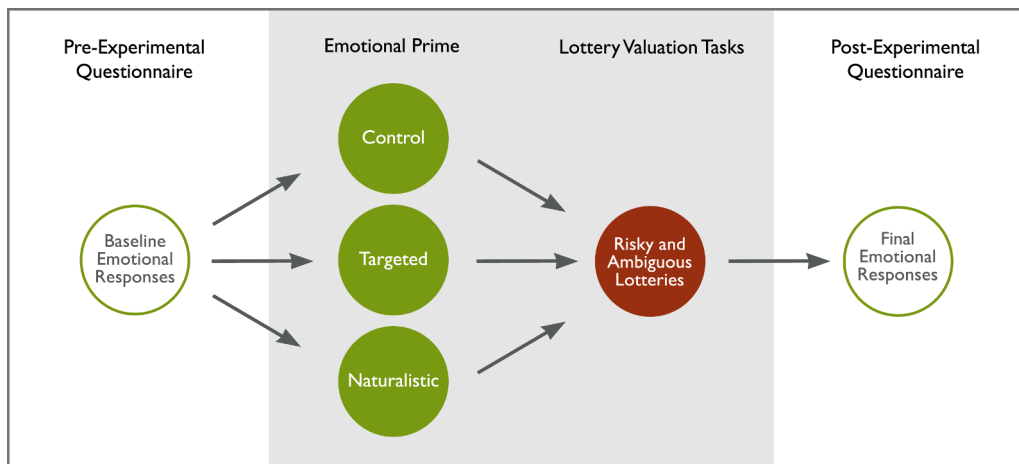 Pre-Experimental
Questionnaire
Emotional Prime
Lottery Valuation Tasks
Post-Experimental
Questionnaire
Baseline
Emotional
Responses
Control
Targeted
Naturalistic
Risky and
Ambiguous
Lotteries
Final
Emotional
Responses